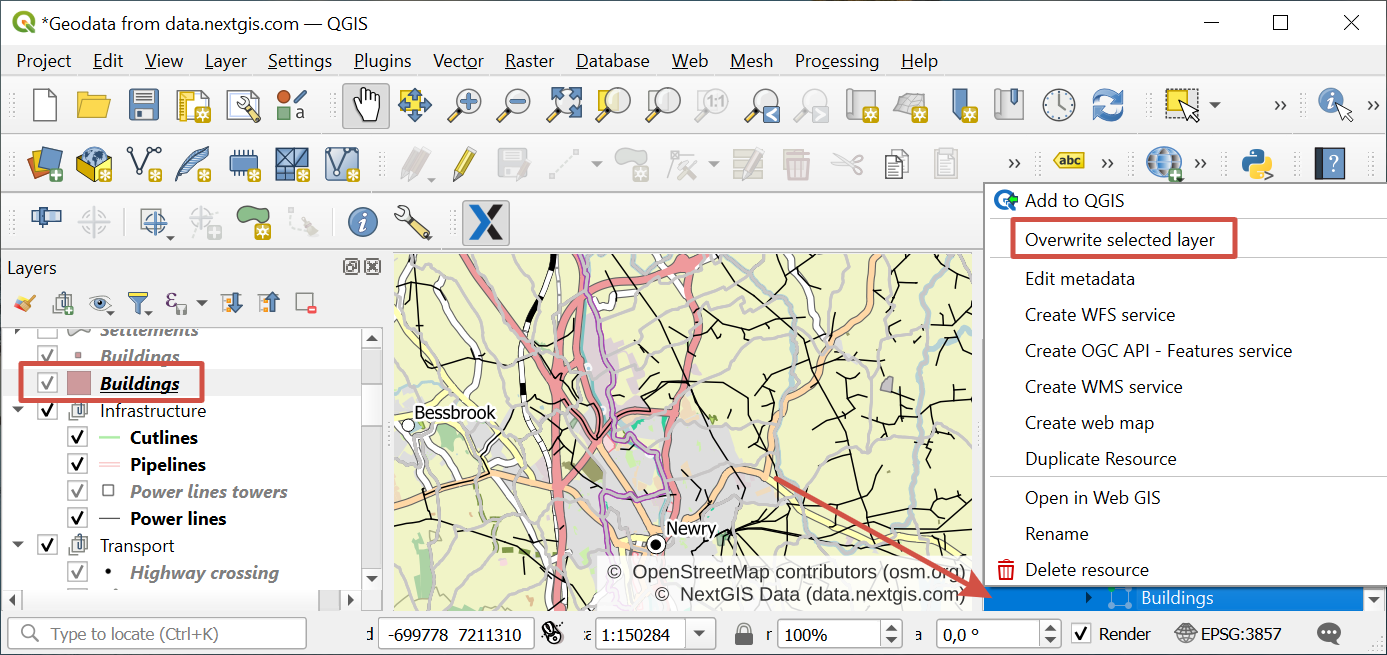 *Geodata from data.nextgis.com — QGIS
Project Edit View Layer Settings Plugins Vector Raster Database Web Mesh Processing Help
1:1
a
abc
?
Add to QGIS
Overwrite selected layer
Edit metadata
Create WFS service
Create OGC API - Features service
Create WMS service
Create web map
Duplicate Resource
Open in Web GIS
Rename
Delete resource
Buildings
Layers
Settlements
Buildings
Buildings
Infrastructure
Cutlines
Pipelines
Power lines towers
Power lines
Transport
Highway crossing
Bessbrook
Newry
© OpenStreetMap contributors (osm.org)
© NextGIS Data (data.nextgis.com)
Type to locate (Ctrl+K)
d -699778 7211310 1:150284 r 100% 0,0 ° Render EPSG:3857